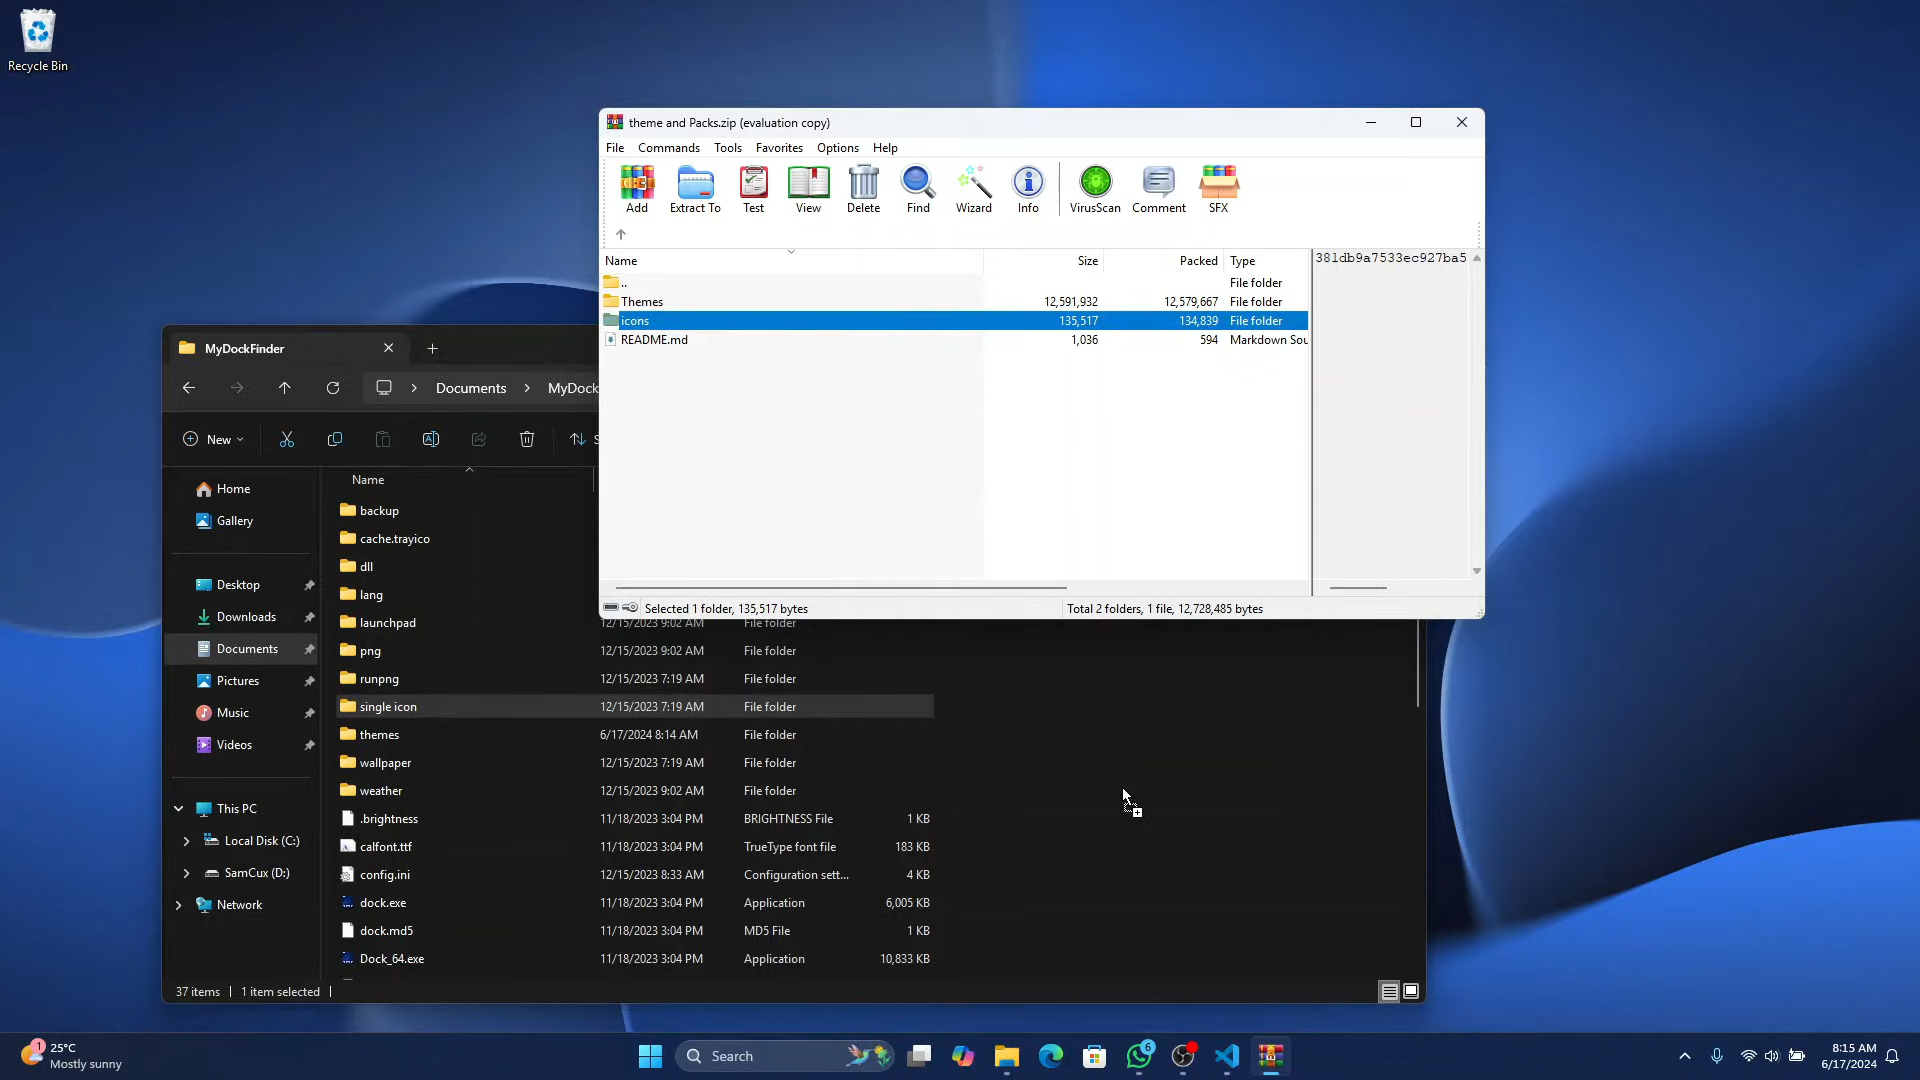 Recycle Bin
theme and Packs.zip (evaluation copy)
File Commands Tools Favorites Options Help
Add Extract To Test View Delete Find Wizard Info VirusScan Comment SFX
Name Size Packed Type
.. File folder
Themes 12,591,932 12,579,667 File folder
icons 135,517 134,839 File folder
README.md 1,036 594 Markdown Sou
381db9a7533ec927ba5
Selected 1 folder, 135,517 bytes
Total 2 folders, 1 file, 12,728,485 bytes
MyDockFinder
Documents MyDock
New
Home
Gallery
Desktop
Downloads
Documents
Pictures
Music
Videos
This PC
Local Disk (C:)
SamCux (D:)
Network
Name
backup
cache.trayico
dll
lang
launchpad 12/15/2023 9:02 AM File folder
png 12/15/2023 9:02 AM File folder
runpng 12/15/2023 7:19 AM File folder
single icon 12/15/2023 7:19 AM File folder
themes 6/17/2024 8:14 AM File folder
wallpaper 12/15/2023 7:19 AM File folder
weather 12/15/2023 9:02 AM File folder
.brightness 11/18/2023 3:04 PM BRIGHTNESS File 1 KB
calfont.ttf 11/18/2023 3:04 PM TrueType font file 183 KB
config.ini 12/15/2023 8:33 AM Configuration sett... 4 KB
dock.exe 11/18/2023 3:04 PM Application 6,005 KB
dock.md5 11/18/2023 3:04 PM MD5 File 1 KB
Dock_64.exe 11/18/2023 3:04 PM Application 10,833 KB
37 items 1 item selected
1
25°C
Mostly sunny
Search
6
8:15 AM
6/17/2024